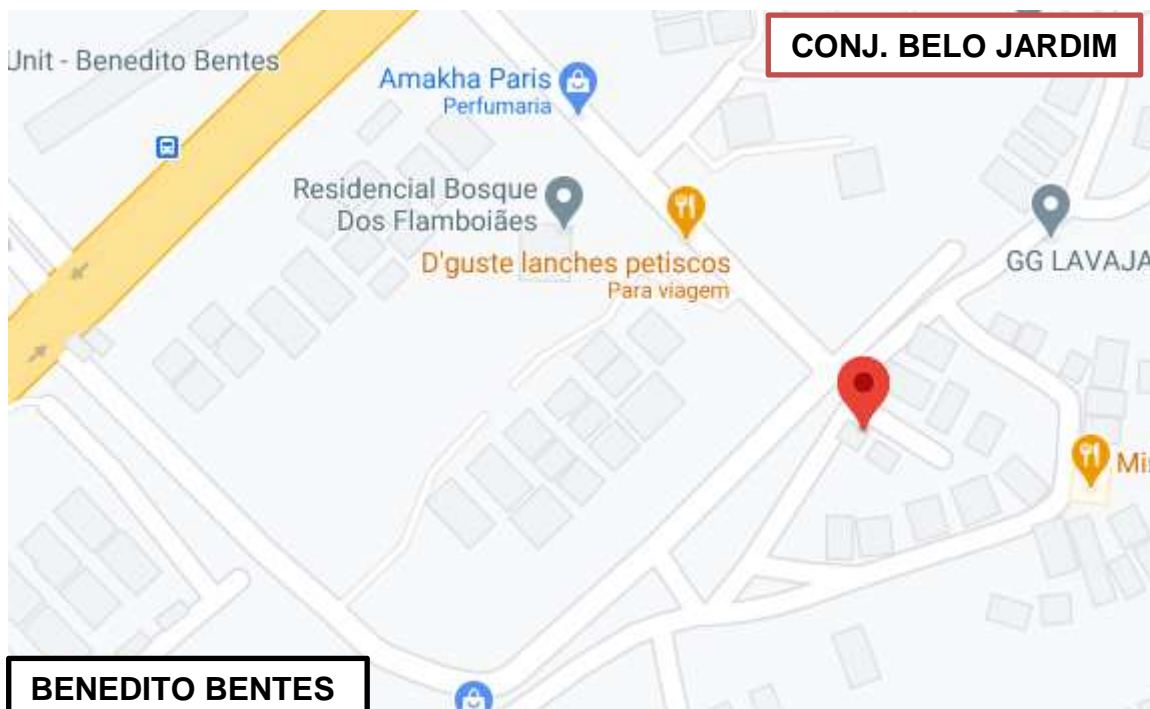 CONJ. BELO JARDIM
Unit - Benedito Bentes
Amakha Paris
Perfumaria
Residencial Bosque
Dos Flamboiães
D'guste lanches petiscos
Para viagem
GG LAVAJA
Mi
BENEDITO BENTES